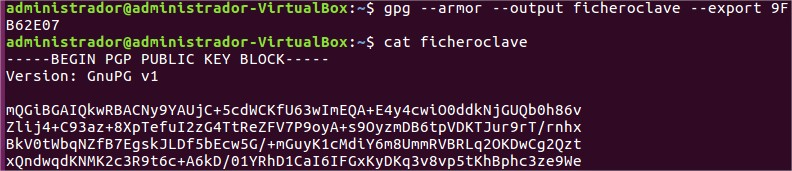 administrador@administrador-VirtualBox:~$ gpg --armor --output ficheroclave --export 9F
B62E07
administrador@administrador-VirtualBox:~$ cat ficheroclave
-----BEGIN PGP PUBLIC KEY BLOCK-----
Version: GnuPG v1
mQGiBGAIQkwRBACNy9YAUjC+5cdWCKfU63wImEQA+E4y4cwiO0ddkNjGUQb0h86v
Zlij4+C93az+8XpTefuI2zG4TtReZFV7P9oyA+s9OyzmDB6tpVDKTJur9rT/rnhx
BkV0tWbqNZfB7EgskJLDf5bEcw5G/+mGuyK1cMdiY6m8UmmRVBRLq2OKDwCg2Qzt
xQndwqdKNMK2c3R9t6c+A6kD/01YRhD1CaI6IFGxKyDKq3v8vp5tKhBphc3ze9We